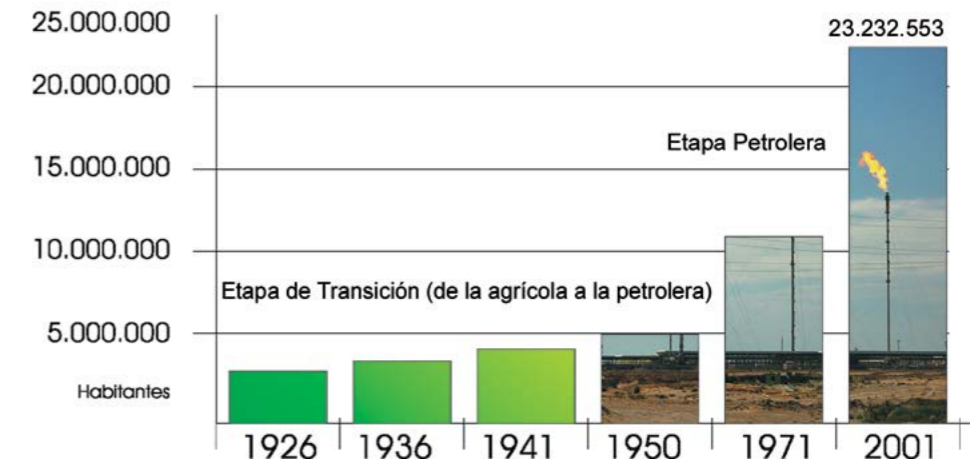 25.000.000
23.232.553
20.000.000
Etapa Petrolera
15.000.000
10.000.000
Etapa de Transición (de la agrícola a la petrolera)
5.000.000
Habitantes
1926 1936 1941 1950 1971 2001